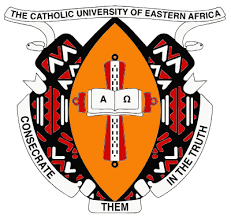 THE CATHOLIC UNIVERSITY OF EASTERN AFRICA
Α Ω
CONSECRATE
THEM
IN THE TRUTH